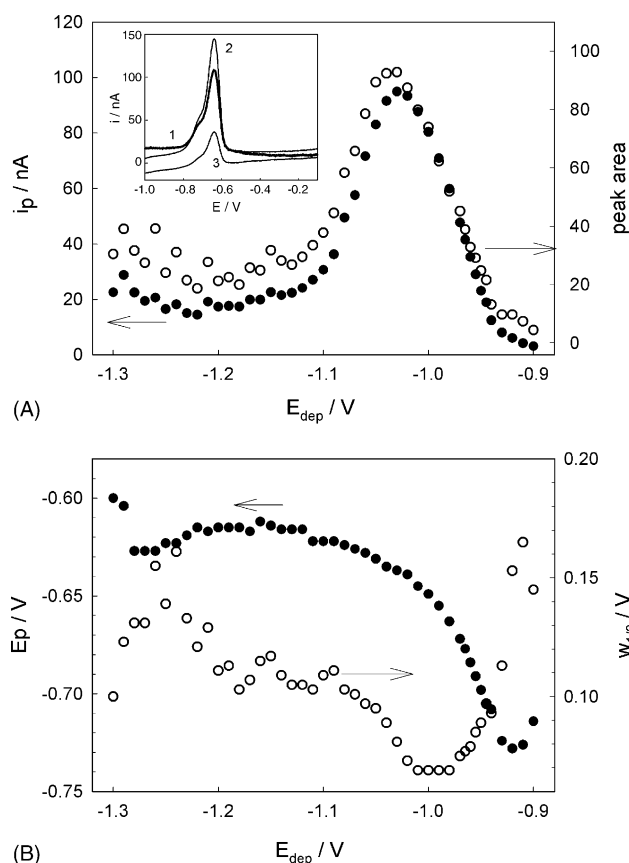 120
100
80
60
40
20
0
i_p / nA
150
100
50
0
i / nA
1
2
3
-1.0 -0.8 -0.6 -0.4 -0.2
E / V
100
80
60
40
20
0
peak area
-1.3 -1.2 -1.1 -1.0 -0.9
E_dep / V
(A)
-0.60
-0.65
-0.70
-0.75
Ep / V
0.20
0.15
0.10
w_1/2 / V
-1.3 -1.2 -1.1 -1.0 -0.9
E_dep / V
(B)